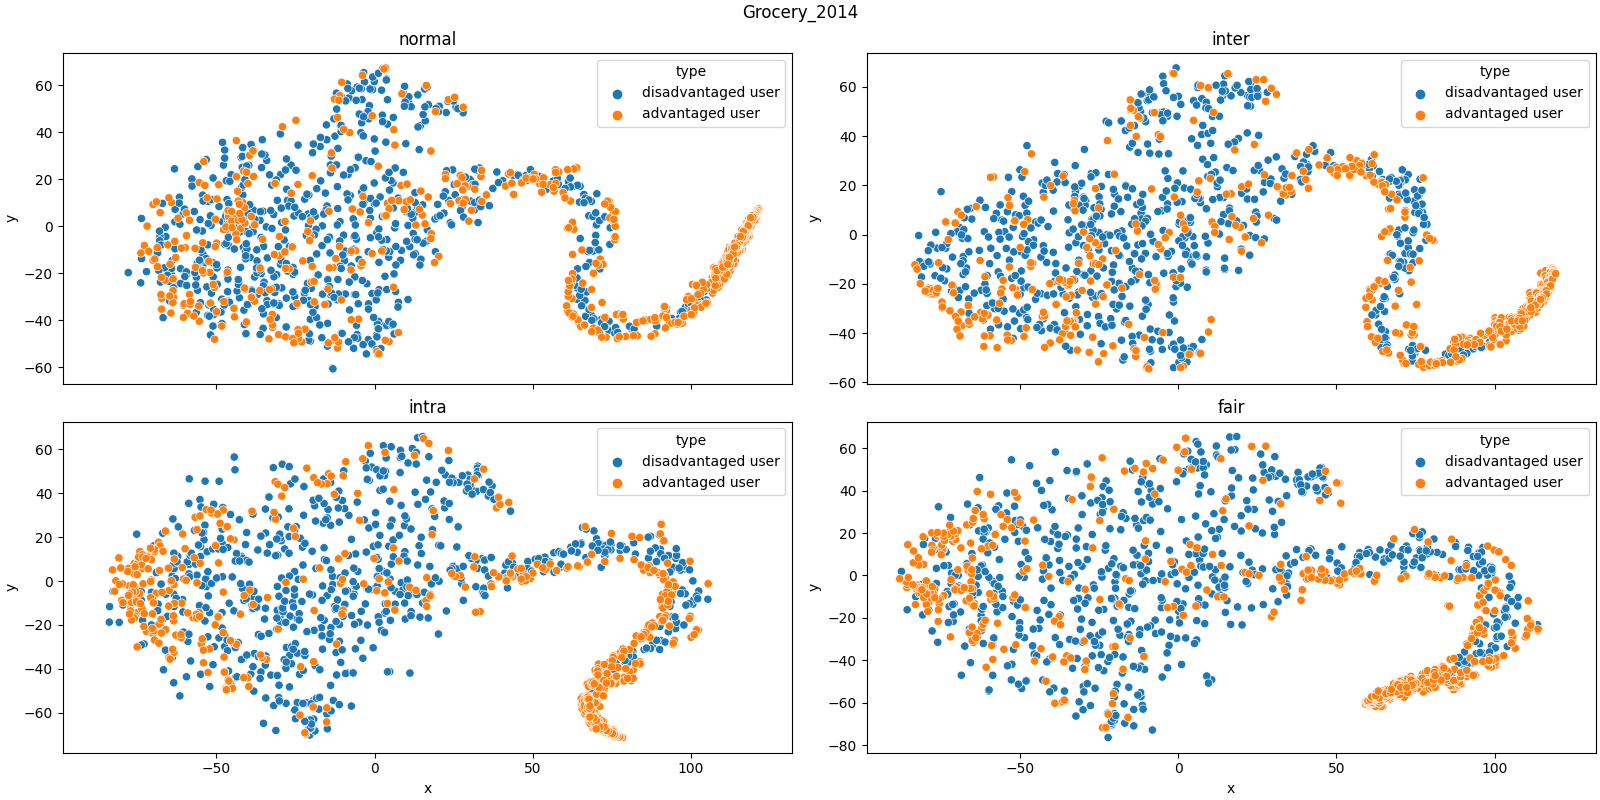 Grocery_2014
normal
type
disadvantaged user
advantaged user
y
60
40
20
0
−20
−40
−60
inter
type
disadvantaged user
advantaged user
y
60
40
20
0
−20
−40
−60
intra
type
disadvantaged user
advantaged user
y
60
40
20
0
−20
−40
−60
−50
0
50
100
x
fair
type
disadvantaged user
advantaged user
y
60
40
20
0
−20
−40
−60
−80
−50
0
50
100
x